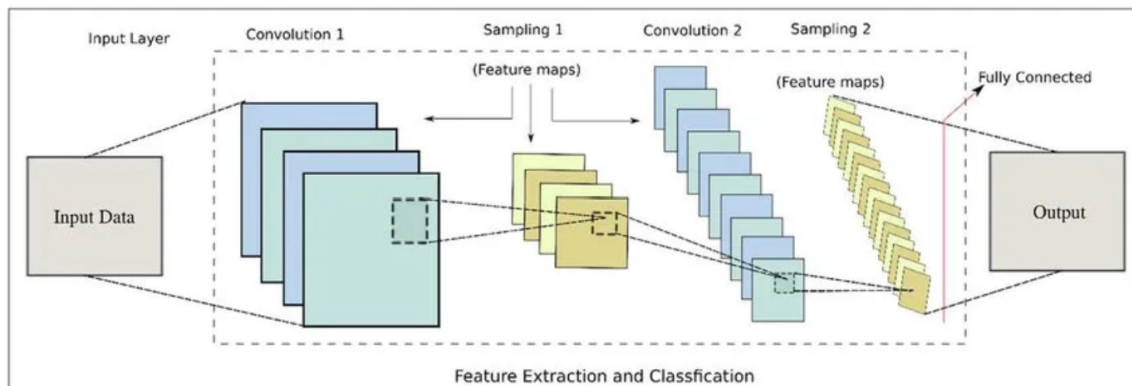 Input Layer
Convolution 1
Sampling 1
Convolution 2
Sampling 2
(Feature maps)
(Feature maps)
Fully Connected
Input Data
Output
Feature Extraction and Classfication